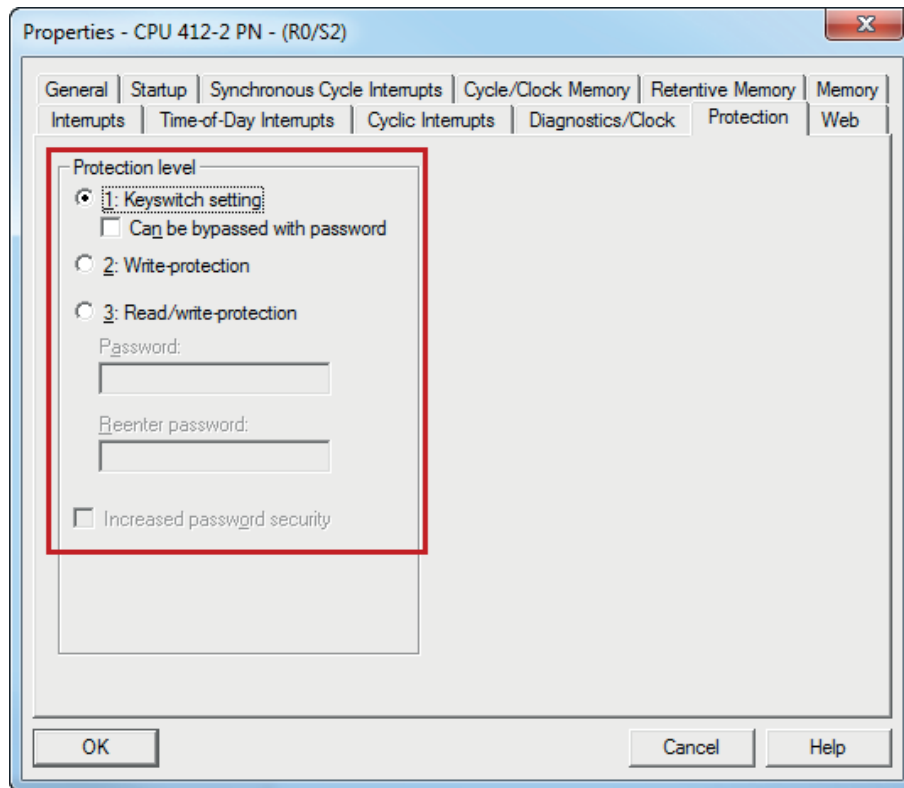 Properties - CPU 412-2 PN - (R0/S2)
General Startup Synchronous Cycle Interrupts Cycle/Clock Memory Retentive Memory Memory
Interrupts Time-of-Day Interrupts Cyclic Interrupts Diagnostics/Clock Protection Web
Protection level
1: Keyswitch setting
Can be bypassed with password
2: Write-protection
3: Read/write-protection
Password:
Reenter password:
Increased password security
OK Cancel Help